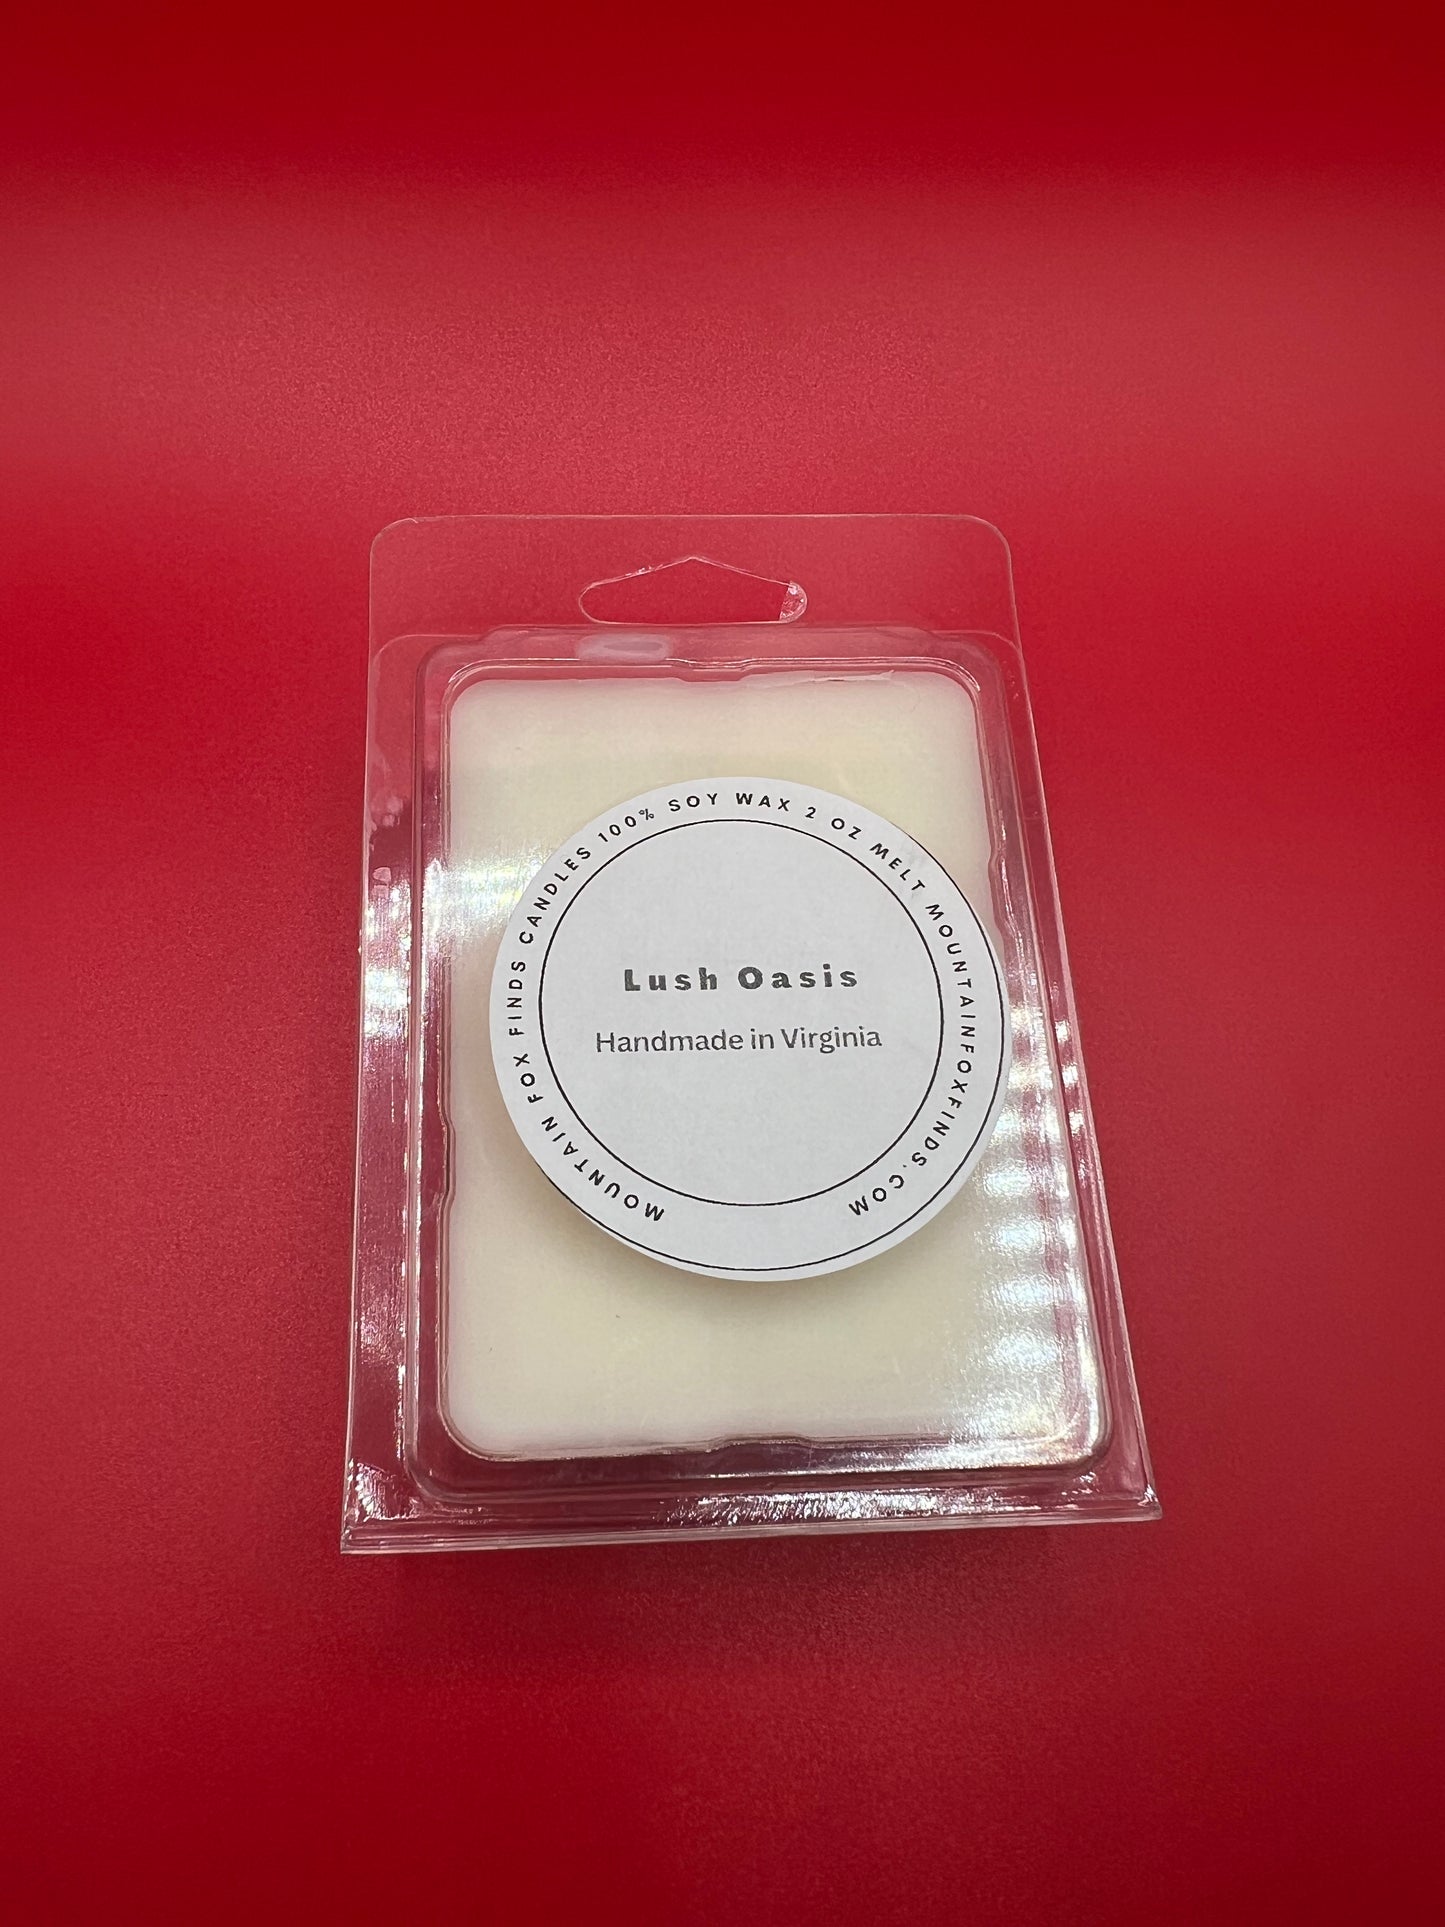 MOUNTAIN FOX FINDS CANDLES 100% SOY WAX 2 OZ MELT MOUNTAINFOXFINDS.COM
Lush Oasis
Handmade in Virginia